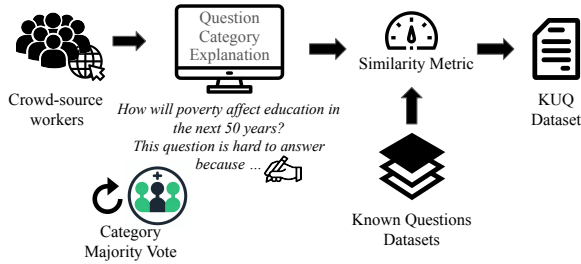 Question
Category
Explanation
Crowd-source
workers
How will poverty affect education in
the next 50 years?
This question is hard to answer
because ...
Category
Majority Vote
Similarity Metric
Known Questions
Datasets
KUQ
Dataset